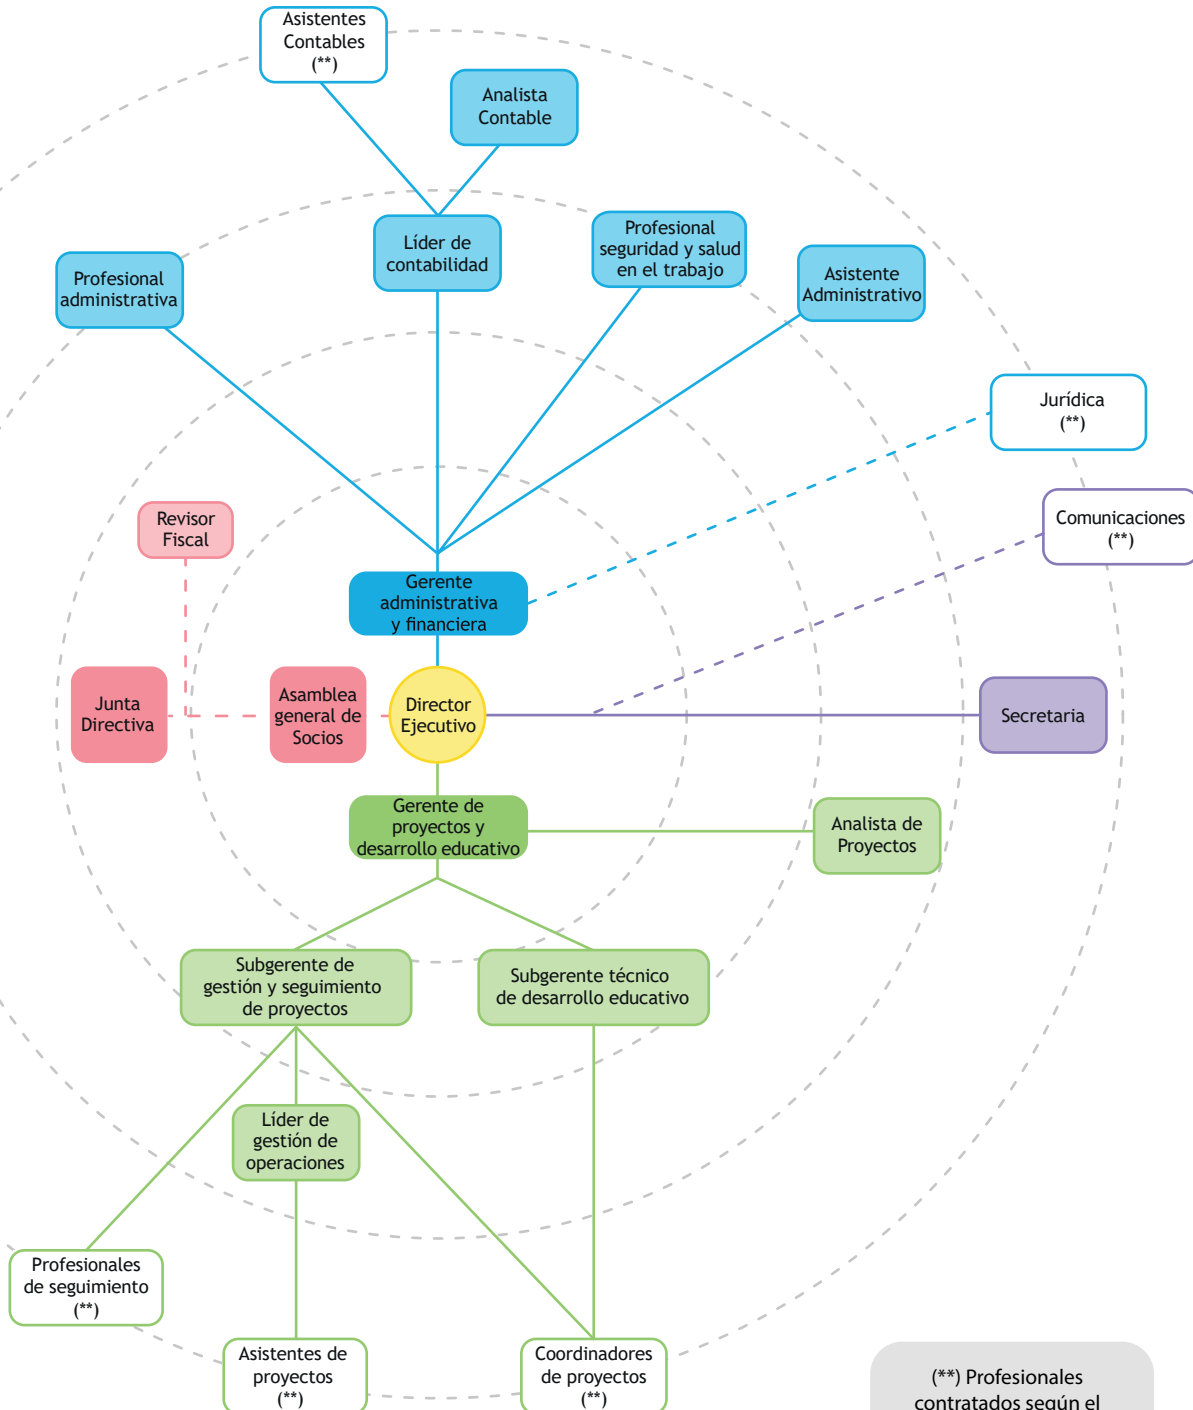 Asistentes
Contables
(**)
Analista
Contable
Líder de
contabilidad
Profesional
seguridad y salud
en el trabajo
Profesional
administrativa
Asistente
Administrativo
Jurídica
(**)
Comunicaciones
(**)
Revisor
Fiscal
Gerente
administrativa
y financiera
Junta
Directiva
Asamblea
general de
Socios
Director
Ejecutivo
Secretaria
Gerente de
proyectos y
desarrollo educativo
Analista de
Proyectos
Subgerente de
gestión y seguimiento
de proyectos
Subgerente técnico
de desarrollo educativo
Líder de
gestión de
operaciones
Profesionales
de seguimiento
(**)
Asistentes de
proyectos
(**)
Coordinadores
de proyectos
(**)
(**) Profesionales
contratados según el